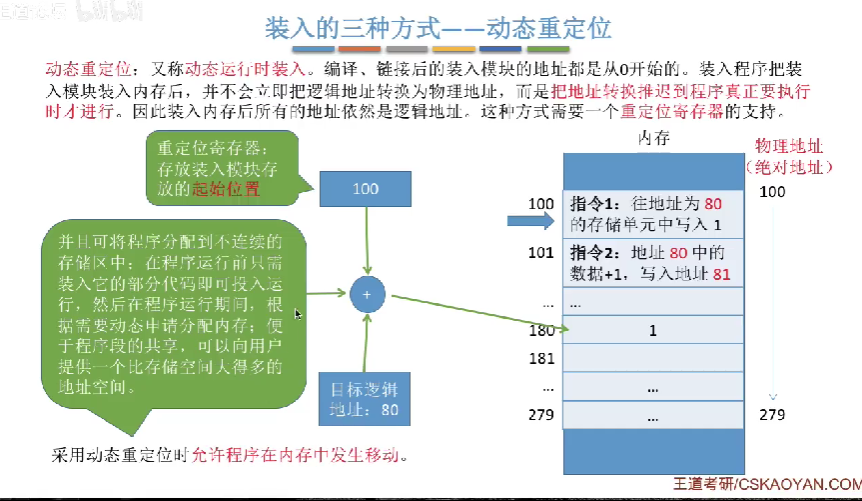 装入的三种方式——动态重定位
动态重定位：又称动态运行时装入。编译、链接后的装入模块的地址都是从0开始的。装入程序把装
入模块装入内存后，并不会立即把逻辑地址转换为物理地址，而是把地址转换推迟到程序真正要执行
时才进行。因此装入内存后所有的地址依然是逻辑地址。这种方式需要一个重定位寄存器的支持。
重定位寄存器：
存放装入模块存
放的起始位置
100
并且可将程序分配到不连续的
存储区中；在程序运行前只需
装入它的部分代码即可投入运
行，然后在程序运行期间，根
据需要动态申请分配内存；便
于程序段的共享，可以向用户
提供一个比存储空间大得多的
地址空间。
+
目标逻辑
地址：80
采用动态重定位时允许程序在内存中发生移动。
内存
物理地址
（绝对地址）
100
指令1：往地址为 80
的存储单元中写入 1
101
指令2：地址 80 中的
数据+1，写入地址 81
...
...
180
1
181
...
...
279
...
100
279
王道考研/CSKAOYAN.COM